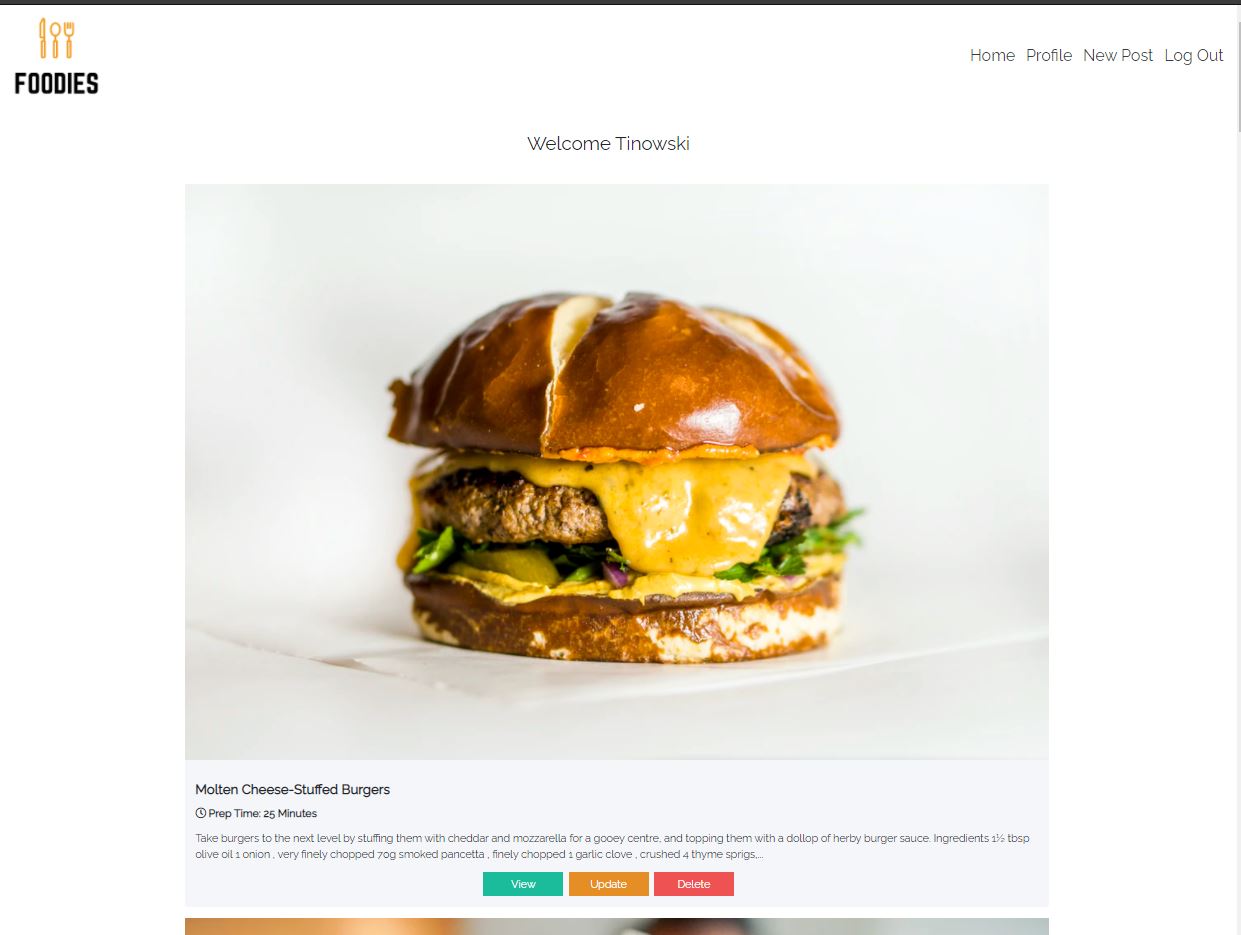 FOODIES
Home Profile New Post Log Out
Welcome Tinowski
Molten Cheese-Stuffed Burgers
Prep Time: 25 Minutes
Take burgers to the next level by stuffing them with cheddar and mozzarella for a gooey centre, and topping them with a dollop of herby burger sauce. Ingredients 1½ tbsp
olive oil 1 onion , very finely chopped 70g smoked pancetta , finely chopped 1 garlic clove , crushed 4 thyme sprigs,...
View Update Delete